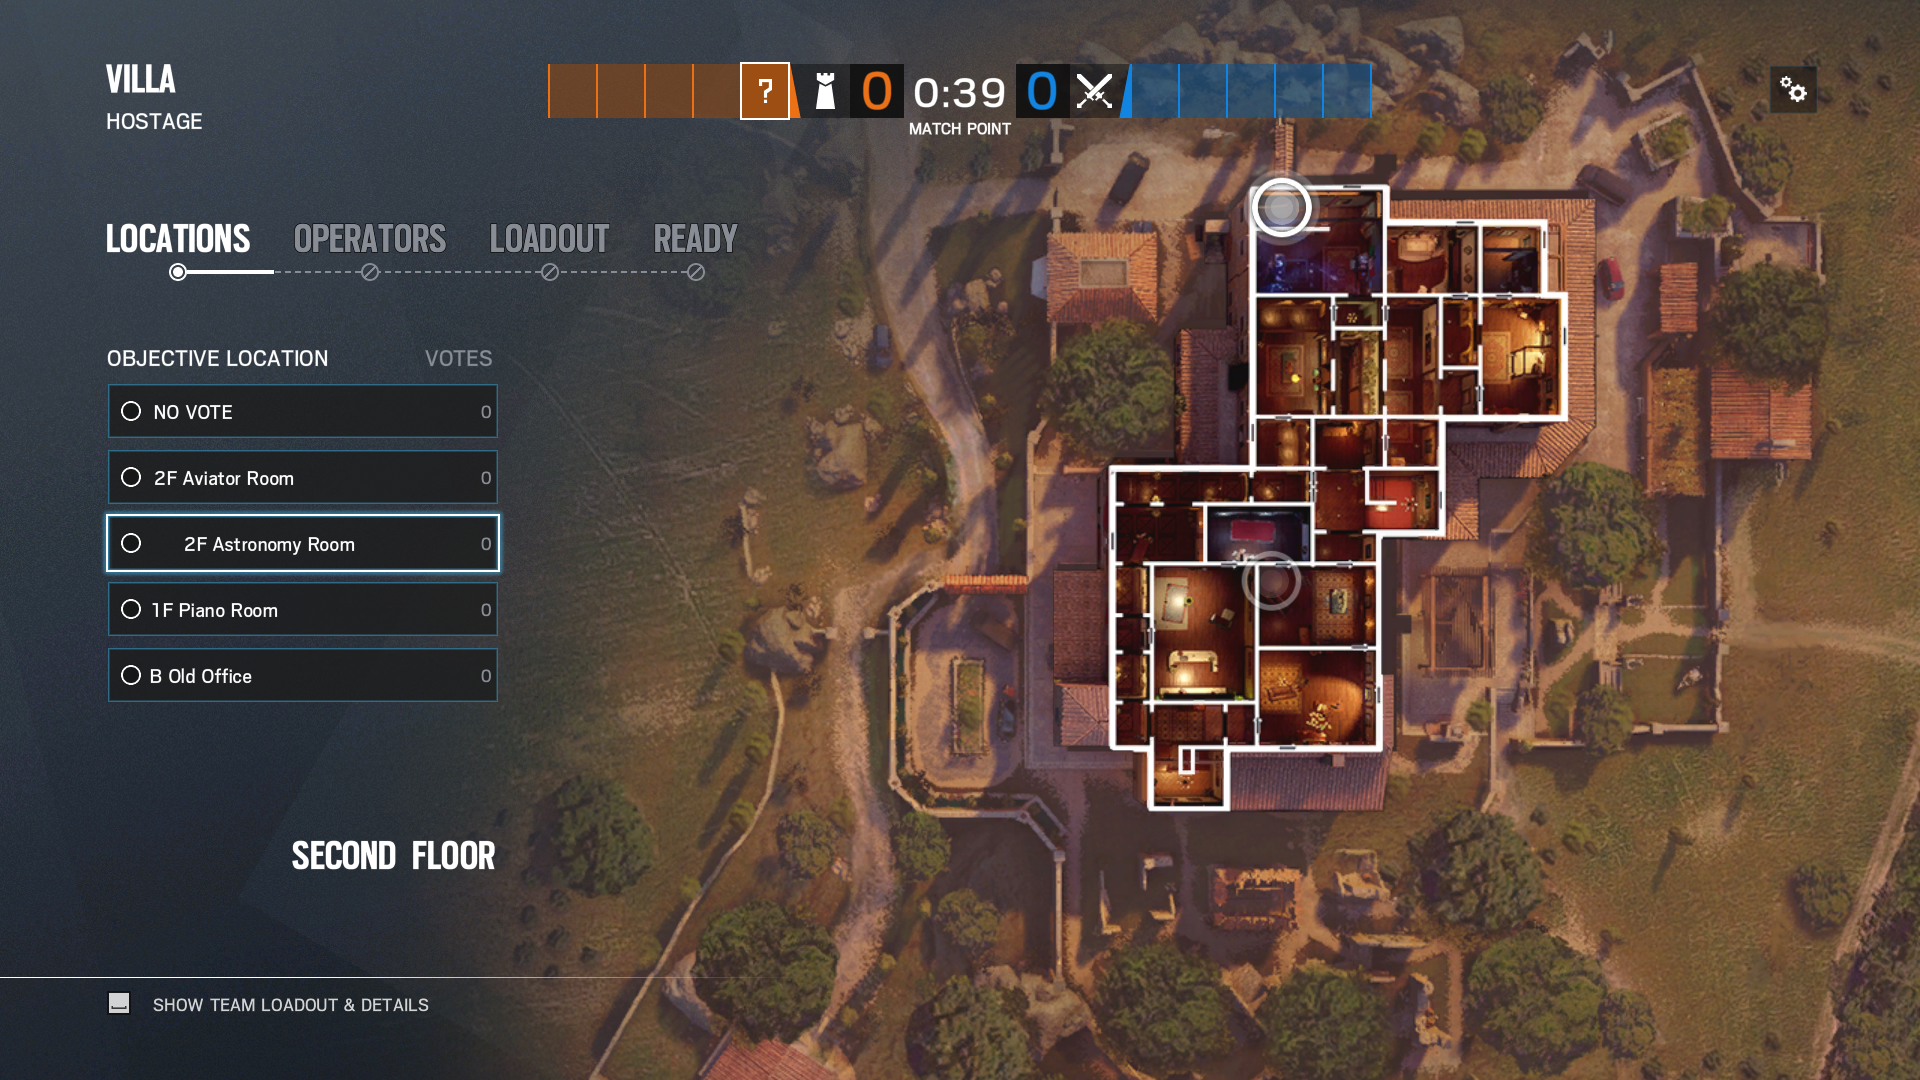 VILLA
HOSTAGE
?
0
0:39
0
MATCH POINT
LOCATIONS
OPERATORS
LOADOUT
READY
OBJECTIVE LOCATION
VOTES
NO VOTE
0
2F Aviator Room
0
2F Astronomy Room
0
1F Piano Room
0
B Old Office
0
SECOND FLOOR
SHOW TEAM LOADOUT & DETAILS